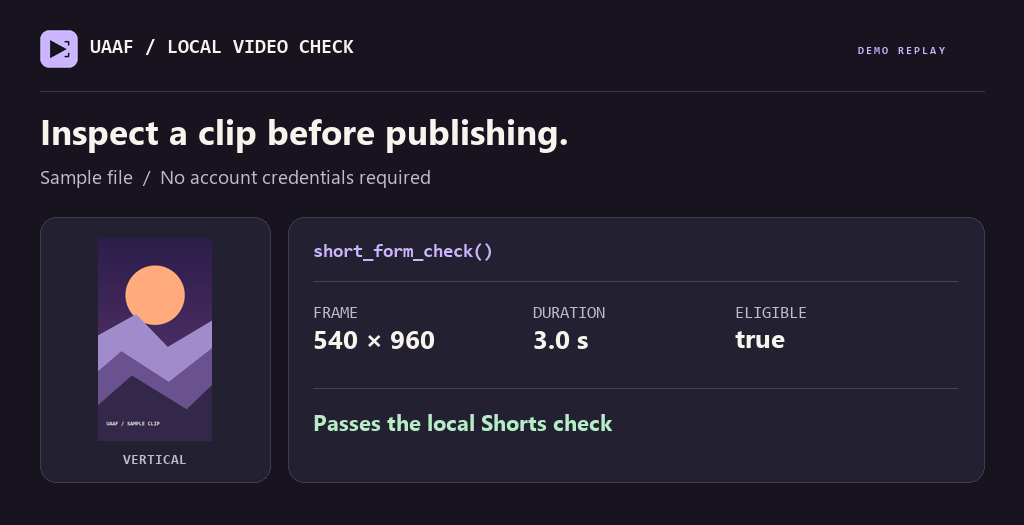 UAAF / LOCAL VIDEO CHECK
DEMO REPLAY
Inspect a clip before publishing.
Sample file / No account credentials required
UAAF / SAMPLE CLIP
VERTICAL
short_form_check()
FRAME DURATION ELIGIBLE
540 × 960 3.0 s true
Passes the local Shorts check